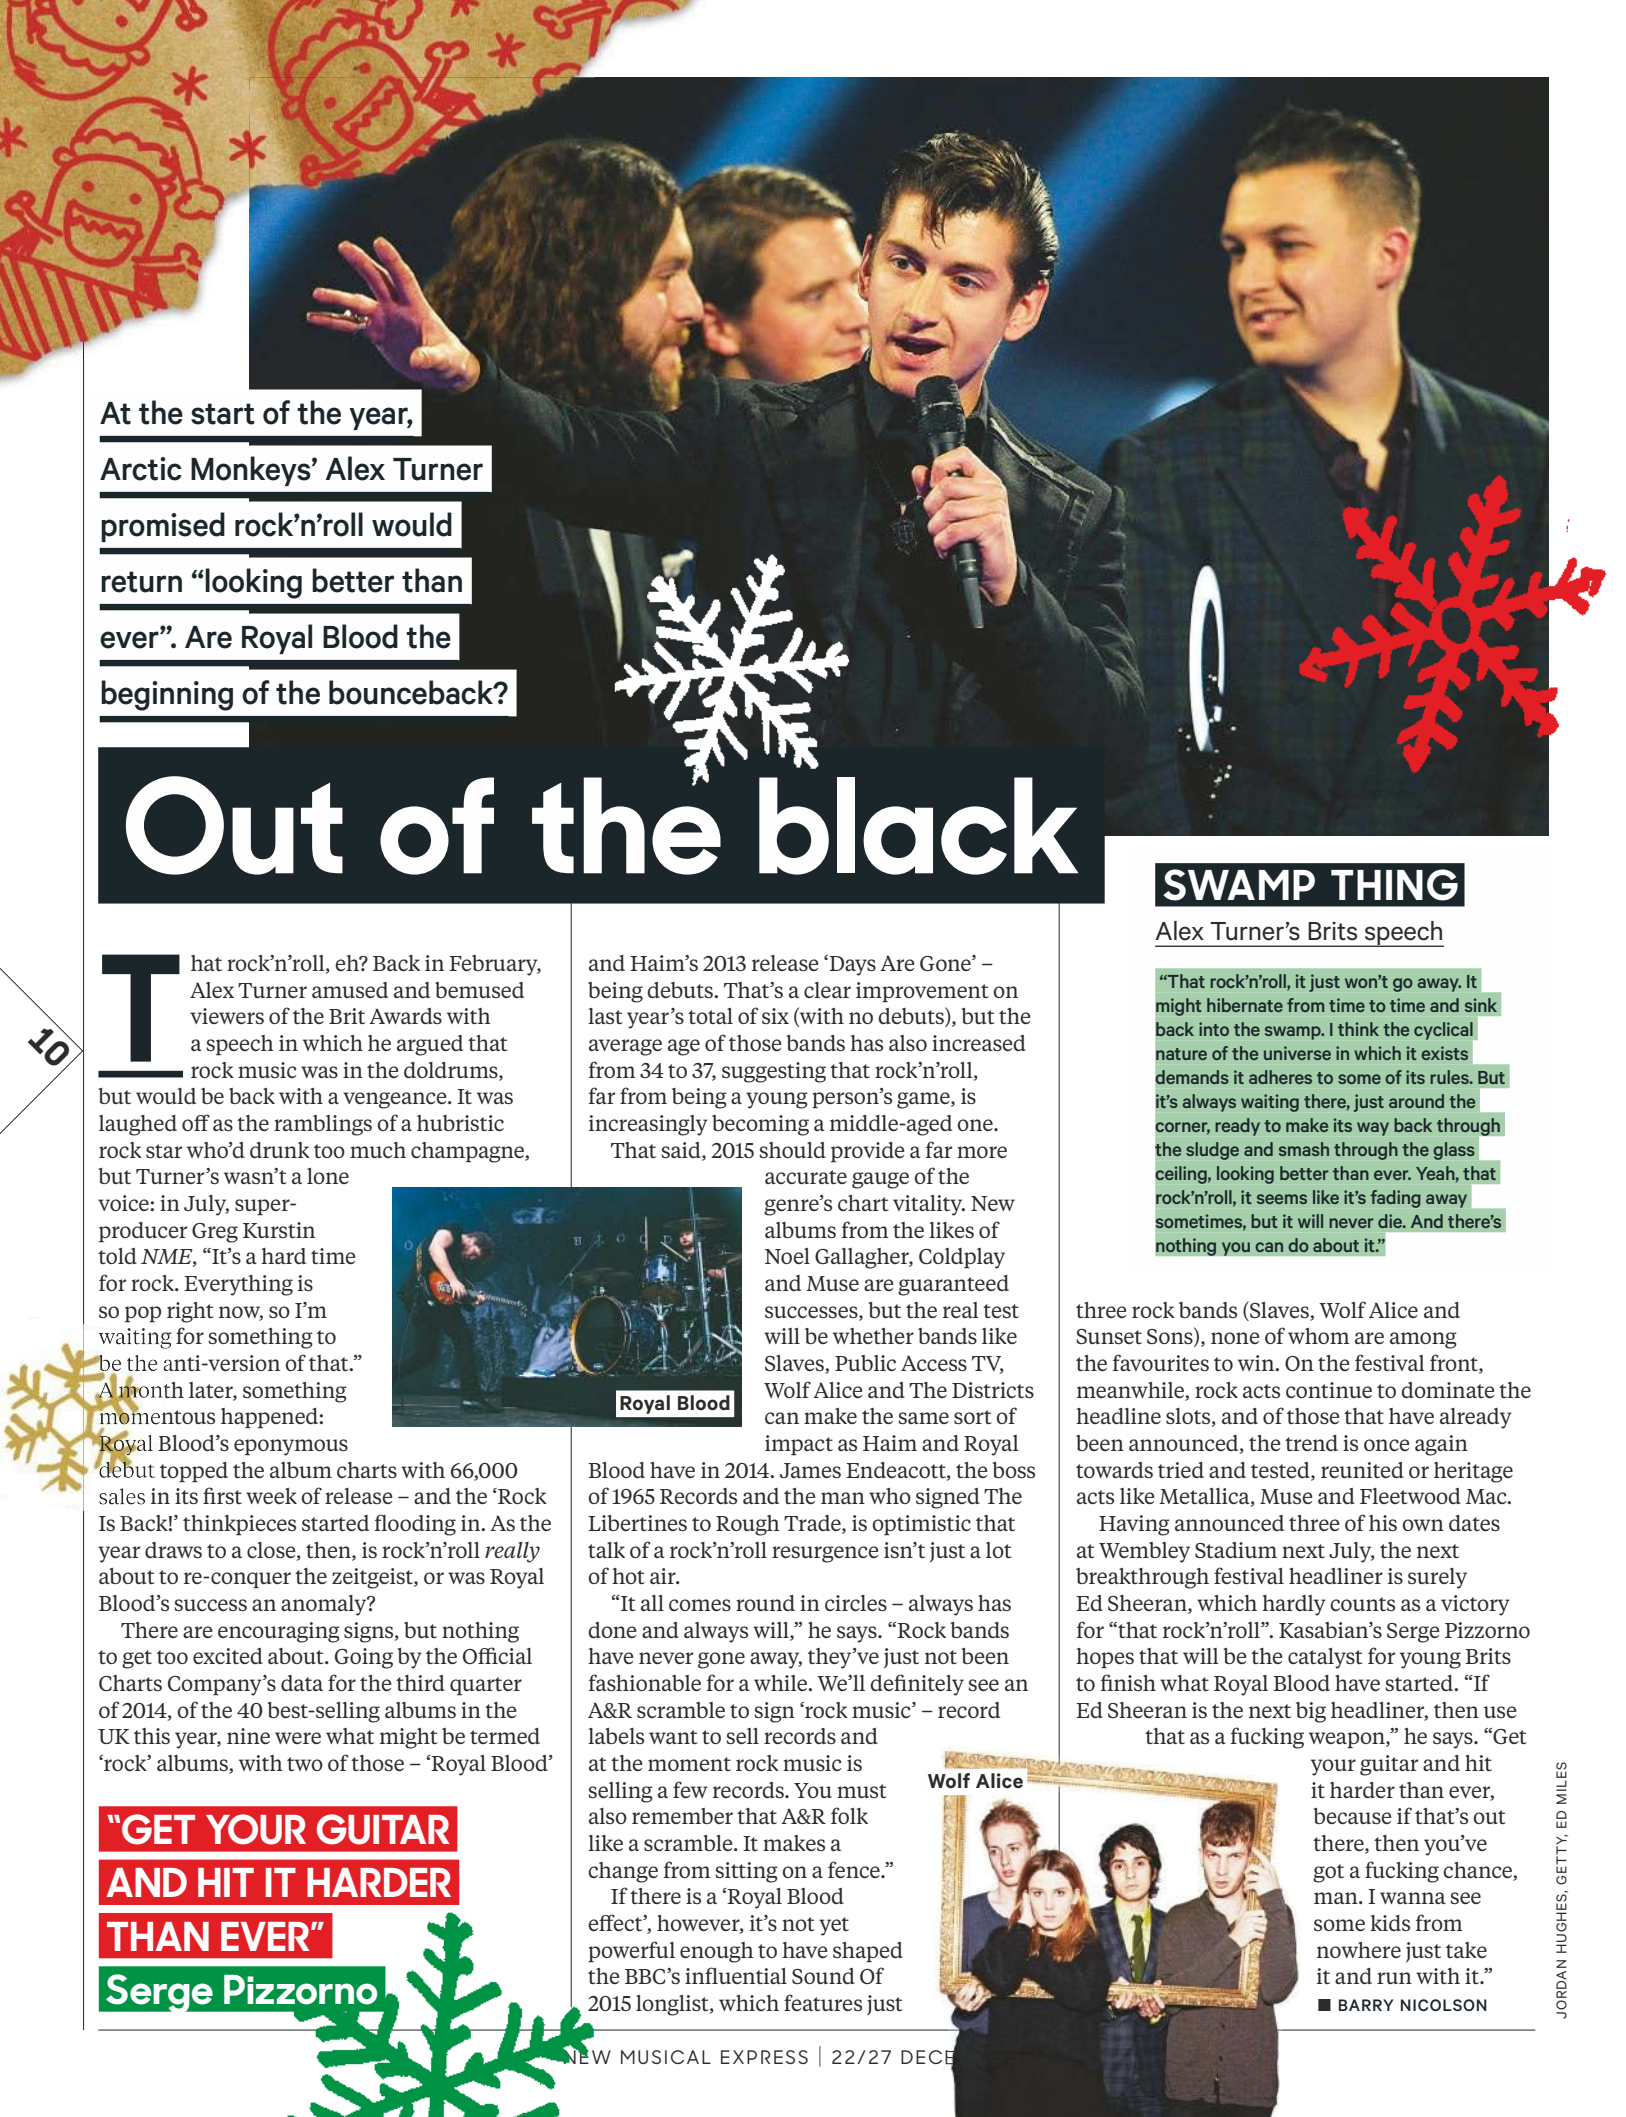 At the start of the year,
Arctic Monkeys’ Alex Turner
promised rock’n’roll would
return “looking better than
ever”. Are Royal Blood the
beginning of the bounceback?
Out of the black
That rock’n’roll, eh? Back in February,
Alex Turner amused and bemused
viewers of the Brit Awards with
a speech in which he argued that
rock music was in the doldrums,
but would be back with a vengeance. It was
laughed off as the ramblings of a hubristic
rock star who’d drunk too much champagne,
but Turner’s wasn’t a lone
voice: in July, super-
producer Greg Kurstin
told NME, “It’s a hard time
for rock. Everything is
so pop right now, so I’m
waiting for something to
be the anti-version of that.”
A month later, something
momentous happened:
Royal Blood’s eponymous
debut topped the album charts with 66,000
sales in its first week of release – and the ‘Rock
Is Back!’ thinkpieces started flooding in. As the
year draws to a close, then, is rock’n’roll really
about to re-conquer the zeitgeist, or was Royal
Blood’s success an anomaly?
There are encouraging signs, but nothing
to get too excited about. Going by the Official
Charts Company’s data for the third quarter
of 2014, of the 40 best-selling albums in the
UK this year, nine were what might be termed
‘rock’ albums, with two of those – ‘Royal Blood’
“GET YOUR GUITAR
AND HIT IT HARDER
THAN EVER”
Serge Pizzorno
and Haim’s 2013 release ‘Days Are Gone’ –
being debuts. That’s a clear improvement on
last year’s total of six (with no debuts), but the
average age of those bands has also increased
from 34 to 37, suggesting that rock’n’roll,
far from being a young person’s game, is
increasingly becoming a middle-aged one.
That said, 2015 should provide a far more
accurate gauge of the
genre’s chart vitality. New
albums from the likes of
Noel Gallagher, Coldplay
and Muse are guaranteed
successes, but the real test
will be whether bands like
Slaves, Public Access TV,
Wolf Alice and The Districts
can make the same sort of
impact as Haim and Royal
Blood have in 2014. James Endeacott, the boss
of 1965 Records and the man who signed The
Libertines to Rough Trade, is optimistic that
talk of a rock’n’roll resurgence isn’t just a lot
of hot air.
“It all comes round in circles – always has
done and always will,” he says. “Rock bands
have never gone away, they’ve just not been
fashionable for a while. We’ll definitely see an
A&R scramble to sign ‘rock music’ – record
labels want to sell records and
at the moment rock music is
selling a few records. You must
also remember that A&R folk
like a scramble. It makes a
change from sitting on a fence.”
If there is a ‘Royal Blood
effect’, however, it’s not yet
powerful enough to have shaped
the BBC’s influential Sound Of
2015 longlist, which features just
Royal Blood
SWAMP THING
Alex Turner’s Brits speech
“That rock’n’roll, it just won’t go away. It
might hibernate from time to time and sink
back into the swamp. I think the cyclical
nature of the universe in which it exists
demands it adheres to some of its rules. But
it’s always waiting there, just around the
corner, ready to make its way back through
the sludge and smash through the glass
ceiling, looking better than ever. Yeah, that
rock’n’roll, it seems like it’s fading away
sometimes, but it will never die. And there’s
nothing you can do about it.”
three rock bands (Slaves, Wolf Alice and
Sunset Sons), none of whom are among
the favourites to win. On the festival front,
meanwhile, rock acts continue to dominate the
headline slots, and of those that have already
been announced, the trend is once again
towards tried and tested, reunited or heritage
acts like Metallica, Muse and Fleetwood Mac.
Having announced three of his own dates
at Wembley Stadium next July, the next
breakthrough festival headliner is surely
Ed Sheeran, which hardly counts as a victory
for “that rock’n’roll”. Kasabian’s Serge Pizzorno
hopes that will be the catalyst for young Brits
to finish what Royal Blood have started. “If
Ed Sheeran is the next big headliner, then use
that as a fucking weapon,” he says. “Get
your guitar and hit
it harder than ever,
because if that’s out
there, then you’ve
got a fucking chance,
man. I wanna see
some kids from
nowhere just take
it and run with it.”
■ BARRY NICOLSON
Wolf Alice
JORDAN HUGHES, GETTY, ED MILES
10
NEW MUSICAL EXPRESS | 22/27 DECE